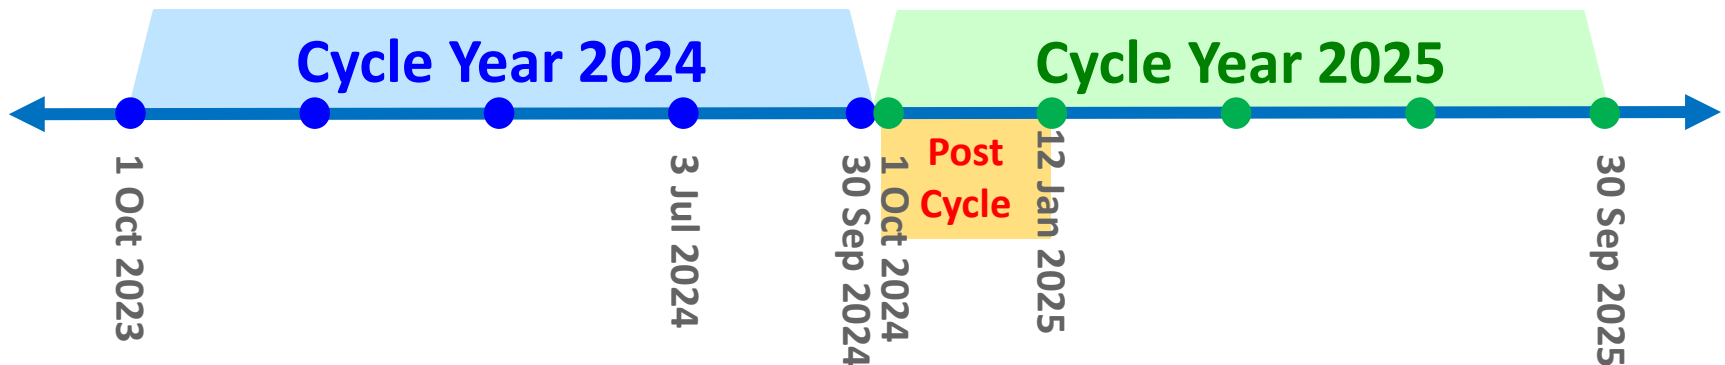 Cycle Year 2024
Cycle Year 2025
Post
Cycle
1 Oct 2023
3 Jul 2024
30 Sep 2024
1 Oct 2024
12 Jan 2025
30 Sep 2025